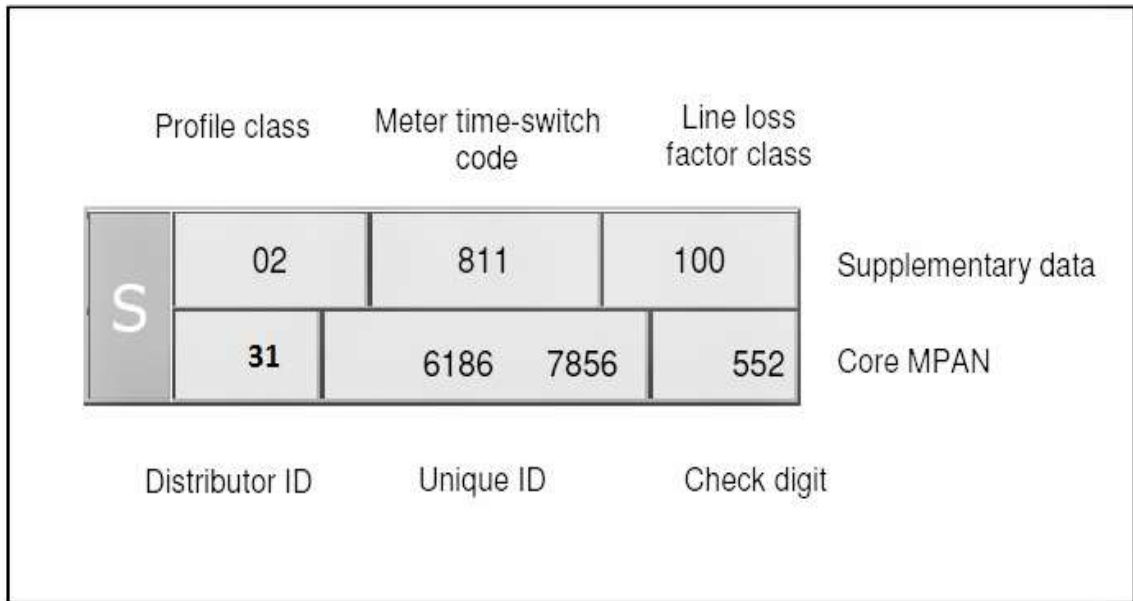 Profile class
Meter time-switch
code
Line loss
factor class
S
02 811 100
Supplementary data
31 6186 7856 552
Core MPAN
Distributor ID
Unique ID
Check digit